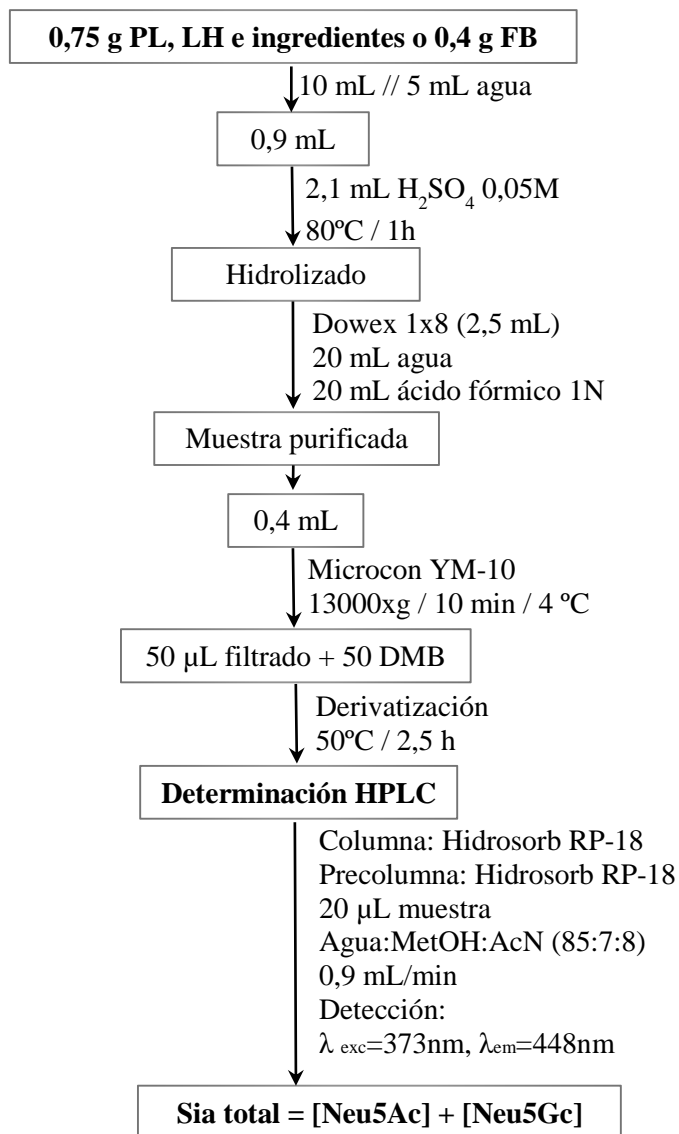 0,75 g PL, LH e ingredientes o 0,4 g FB
10 mL // 5 mL agua
0,9 mL
2,1 mL H₂SO₄ 0,05M
80ºC / 1h
Hidrolizado
Dowex 1x8 (2,5 mL)
20 mL agua
20 mL ácido fórmico 1N
Muestra purificada
0,4 mL
Microcon YM-10
13000xg / 10 min / 4 ºC
50 µL filtrado + 50 DMB
Derivatización
50ºC / 2,5 h
Determinación HPLC
Columna: Hidrosorb RP-18
Precolumna: Hidrosorb RP-18
20 µL muestra
Agua:MetOH:AcN (85:7:8)
0,9 mL/min
Detección:
λ exc=373nm, λem=448nm
Sia total = [Neu5Ac] + [Neu5Gc]